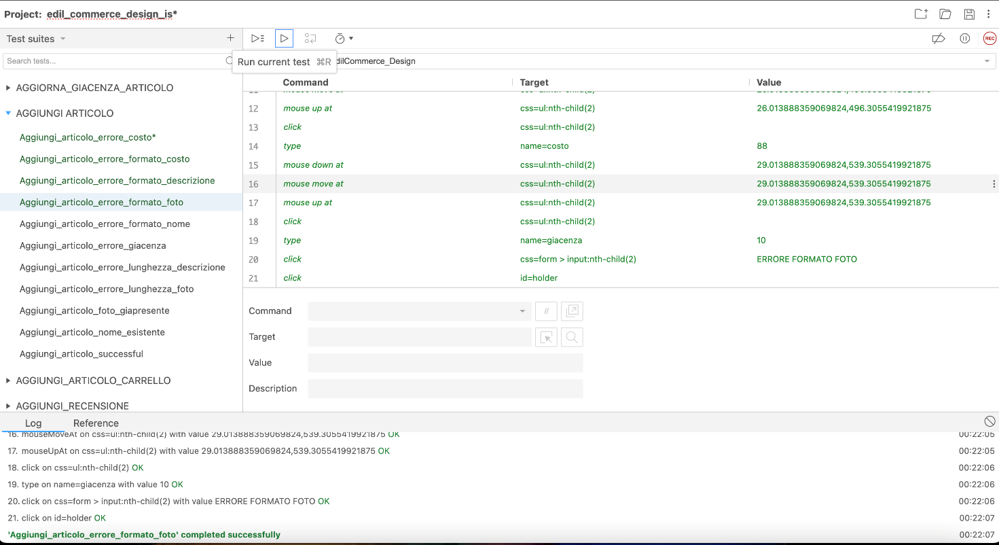 Project: edil_commerce_design_is*
Test suites
REC
Search tests...
Run current test ⌘R
dilCommerce_Design
Command Target Value
AGGIORNA_GIACENZA_ARTICOLO
AGGIUNGI ARTICOLO
Aggiungi_articolo_errore_costo*
Aggiungi_articolo_errore_formato_costo
Aggiungi_articolo_errore_formato_descrizione
Aggiungi_articolo_errore_formato_foto
Aggiungi_articolo_errore_formato_nome
Aggiungi_articolo_errore_giacenza
Aggiungi_articolo_errore_lunghezza_descrizione
Aggiungi_articolo_errore_lunghezza_foto
Aggiungi_articolo_foto_giapresente
Aggiungi_articolo_nome_esistente
Aggiungi_articolo_successful
AGGIUNGI_ARTICOLO_CARRELLO
AGGIUNGI_RECENSIONE
12 mouse up at css=ul:nth-child(2) 26.013888359069824,496.3055419921875
13 click css=ul:nth-child(2)
14 type name=costo 88
15 mouse down at css=ul:nth-child(2) 29.013888359069824,539.3055419921875
16 mouse move at css=ul:nth-child(2) 29.013888359069824,539.3055419921875
17 mouse up at css=ul:nth-child(2) 29.013888359069824,539.3055419921875
18 click css=ul:nth-child(2)
19 type name=giacenza 10
20 click css=form > input:nth-child(2) ERRORE FORMATO FOTO
21 click id=holder
Command //
Target
Value
Description
Log Reference
16. mouseMoveAt on css=ul:nth-child(2) with value 29.013888359069824,539.3055419921875 OK 00:22:05
17. mouseUpAt on css=ul:nth-child(2) with value 29.013888359069824,539.3055419921875 OK 00:22:05
18. click on css=ul:nth-child(2) OK 00:22:06
19. type on name=giacenza with value 10 OK 00:22:06
20. click on css=form > input:nth-child(2) with value ERRORE FORMATO FOTO OK 00:22:06
21. click on id=holder OK 00:22:07
'Aggiungi_articolo_errore_formato_foto' completed successfully 00:22:07